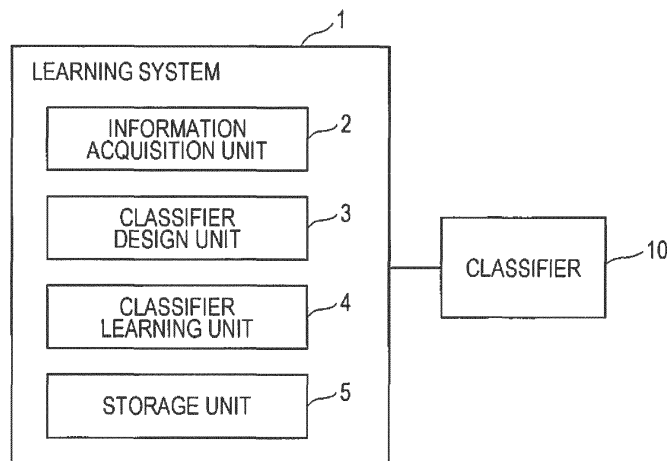 1
LEARNING SYSTEM
INFORMATION
ACQUISITION UNIT
2
CLASSIFIER
DESIGN UNIT
3
CLASSIFIER
10
CLASSIFIER
LEARNING UNIT
4
STORAGE UNIT
5